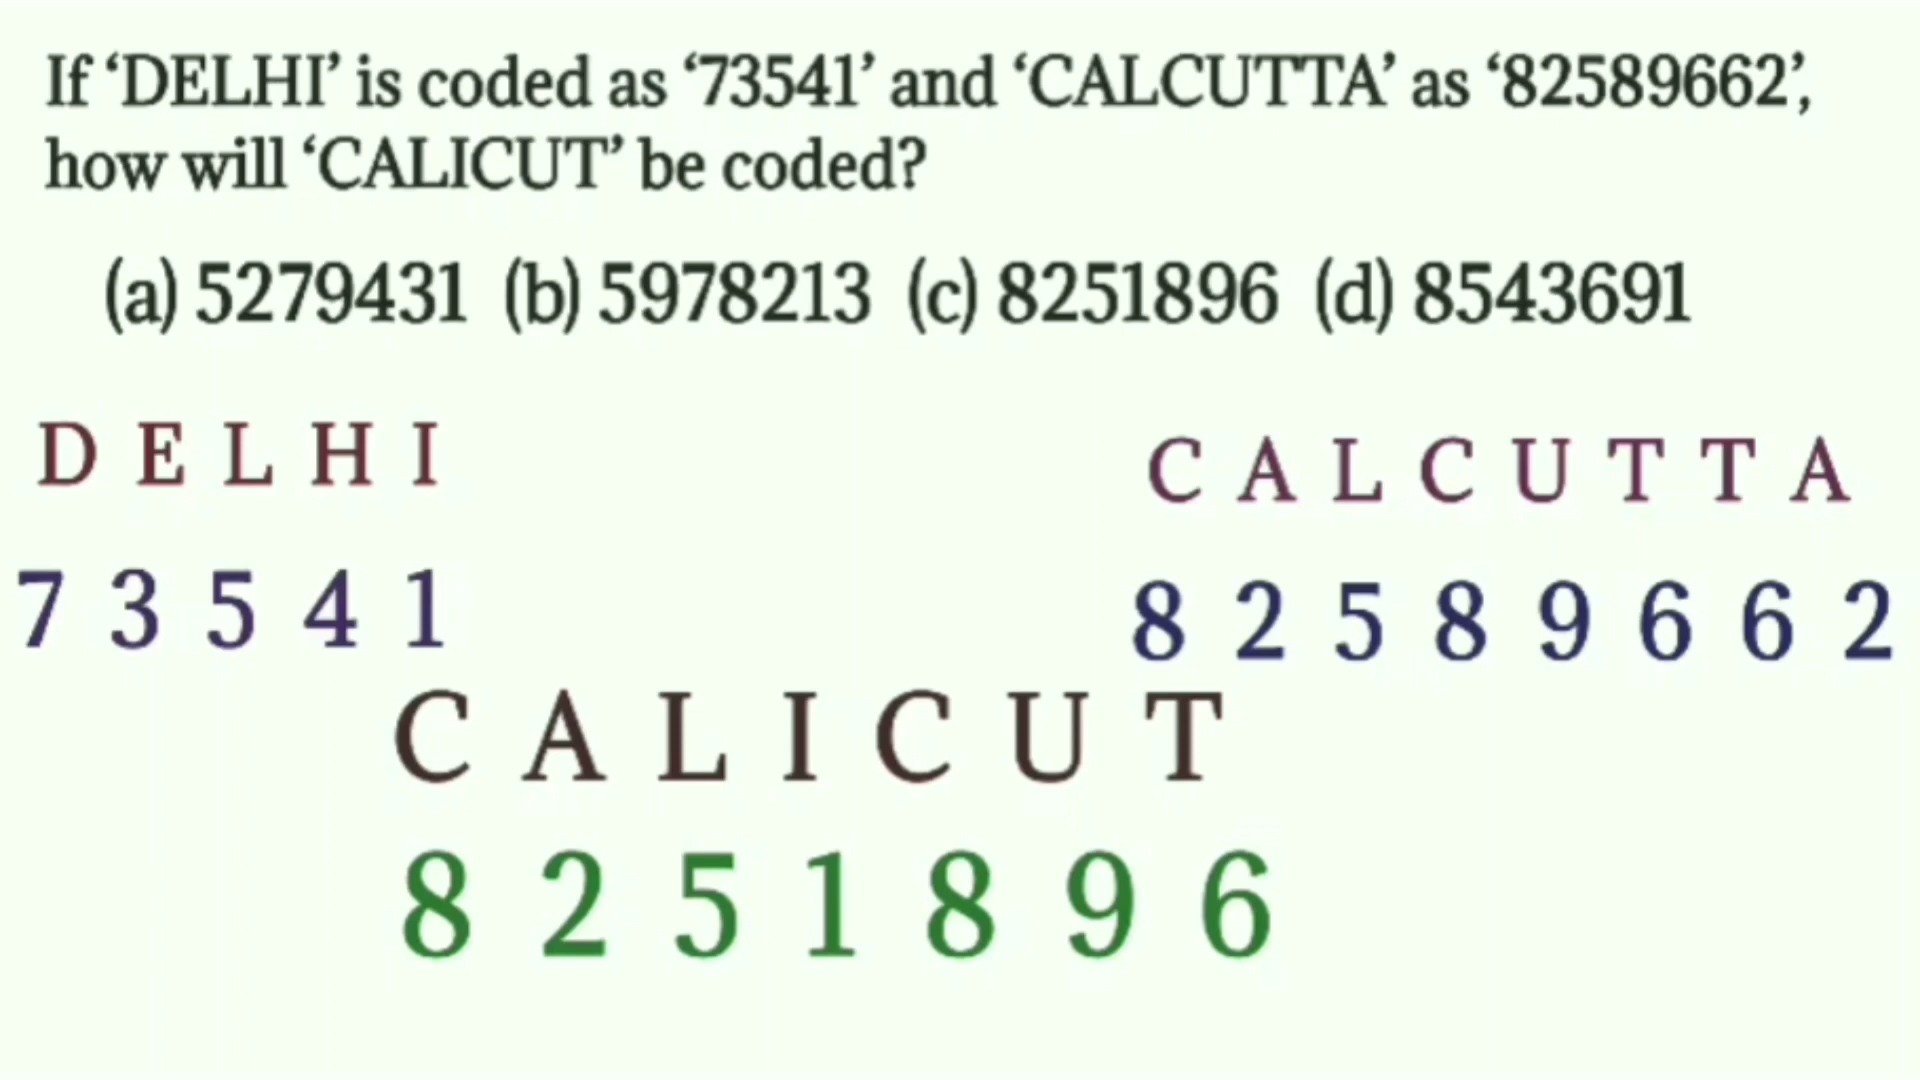 If ‘DELHI’ is coded as ‘73541’ and ‘CALCUTTA’ as ‘82589662’,
how will ‘CALICUT’ be coded?
(a) 5279431 (b) 5978213 (c) 8251896 (d) 8543691
D E L H I
C A L C U T T A
7 3 5 4 1
8 2 5 8 9 6 6 2
C A L I C U T
8 2 5 1 8 9 6